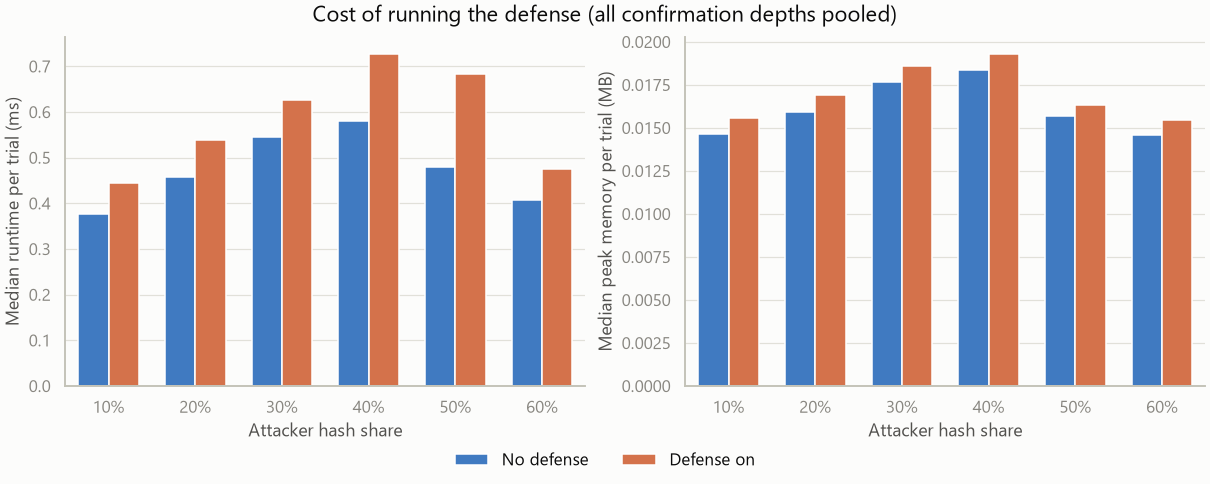 Cost of running the defense (all confirmation depths pooled)
Median runtime per trial (ms)
0.7
0.6
0.5
0.4
0.3
0.2
0.1
0.0
10% 20% 30% 40% 50% 60%
Attacker hash share
Median peak memory per trial (MB)
0.0200
0.0175
0.0150
0.0125
0.0100
0.0075
0.0050
0.0025
0.0000
10% 20% 30% 40% 50% 60%
Attacker hash share
No defense Defense on